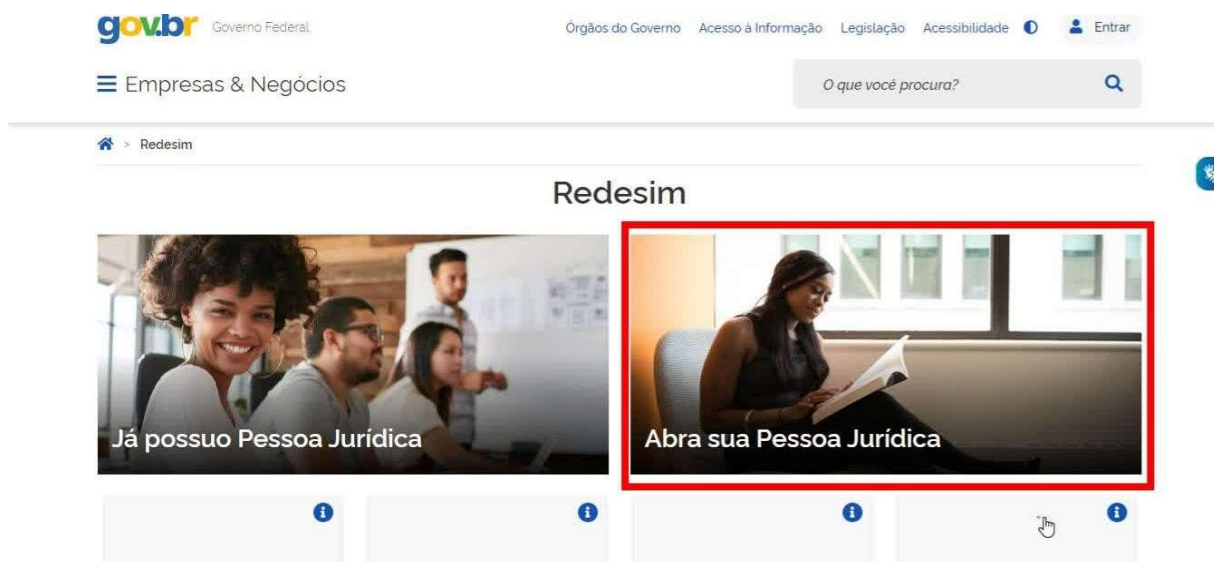 gov.br Governo Federal Órgãos do Governo Acesso à Informação Legislação Acessibilidade Entrar
Empresas & Negócios O que você procura?
> Redesim
Redesim
Já possuo Pessoa Jurídica
Abra sua Pessoa Jurídica